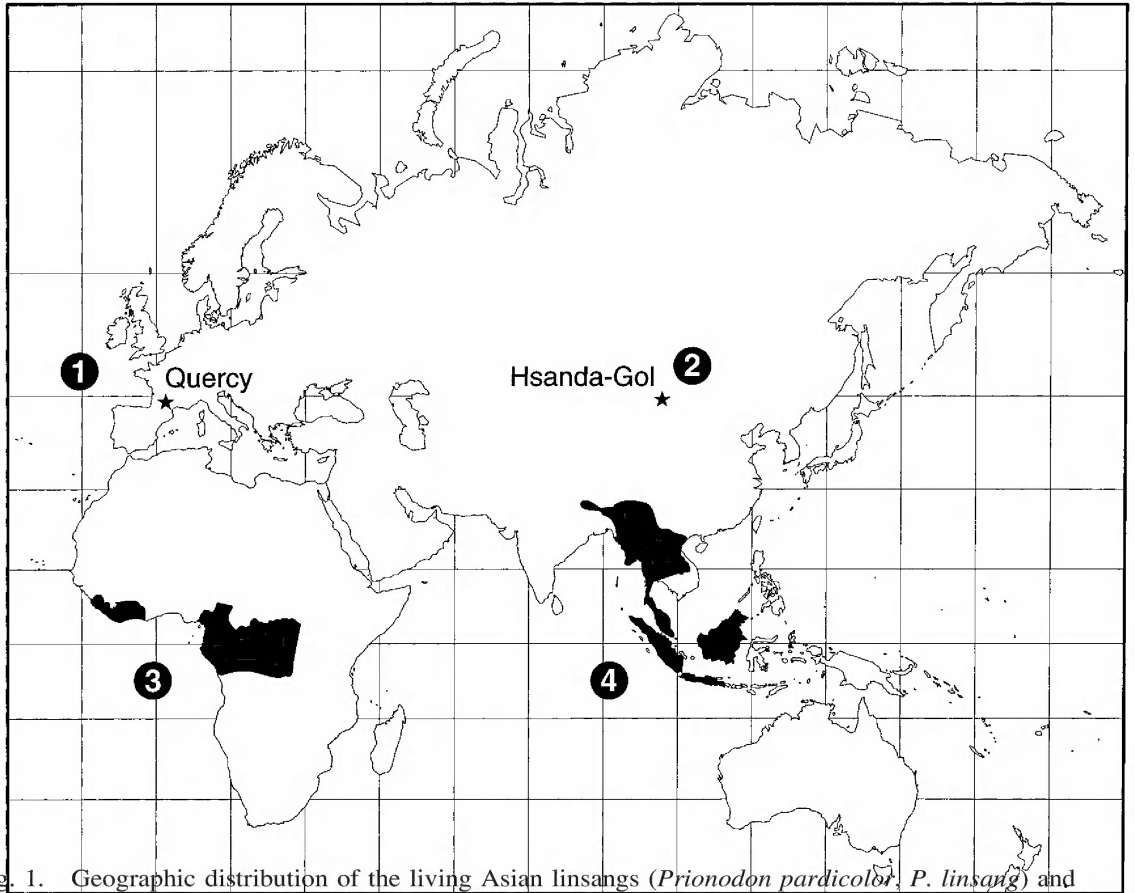 1
Quercy
Hsanda-Gol
2
3
4
g. 1. Geographic distribution of the living Asian linsangs (Prionodon pardicolor, P. linsang) and